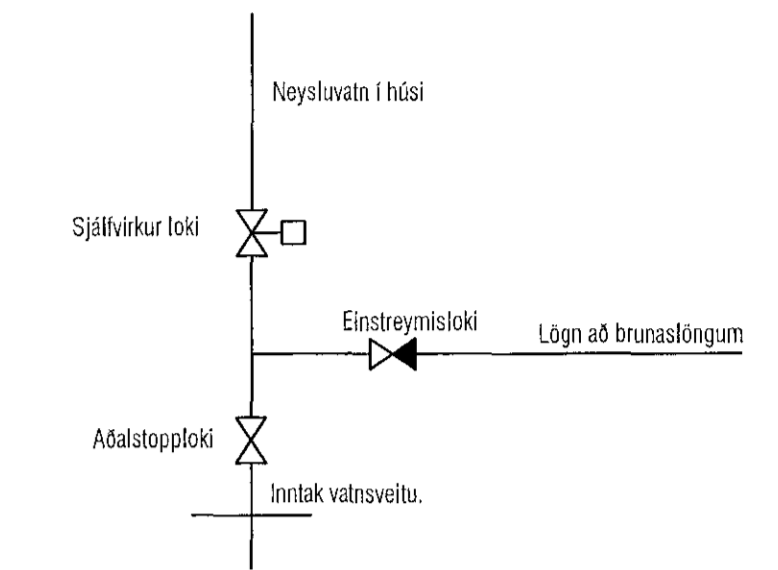 Neysluvatn í húsi
Sjálfvirkur loki
Einstreymisloki
Lögn að brunaslöngum
Aðalstopploki
Inntak vatnsveitu.